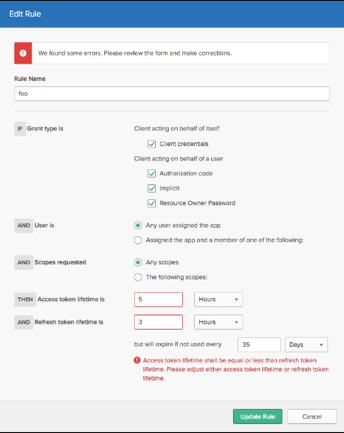 Edit Rule
We found some errors. Please review the form and make corrections.
Rule Name
foo
IF Grant type is
Client acting on behalf of itself
Client credentials
Client acting on behalf of a user
Authorization code
Implicit
Resource Owner Password
AND User is
Any user assigned the app
Assigned the app and a member of one of the following:
AND Scopes requested
Any scopes
The following scopes:
THEN Access token lifetime is 5 Hours
AND Refresh token lifetime is 3 Hours
but will expire if not used every 35 Days
Access token lifetime shall be equal or less than refresh token
lifetime. Please adjust either access token lifetime or refresh token
lifetime.
Update Rule Cancel